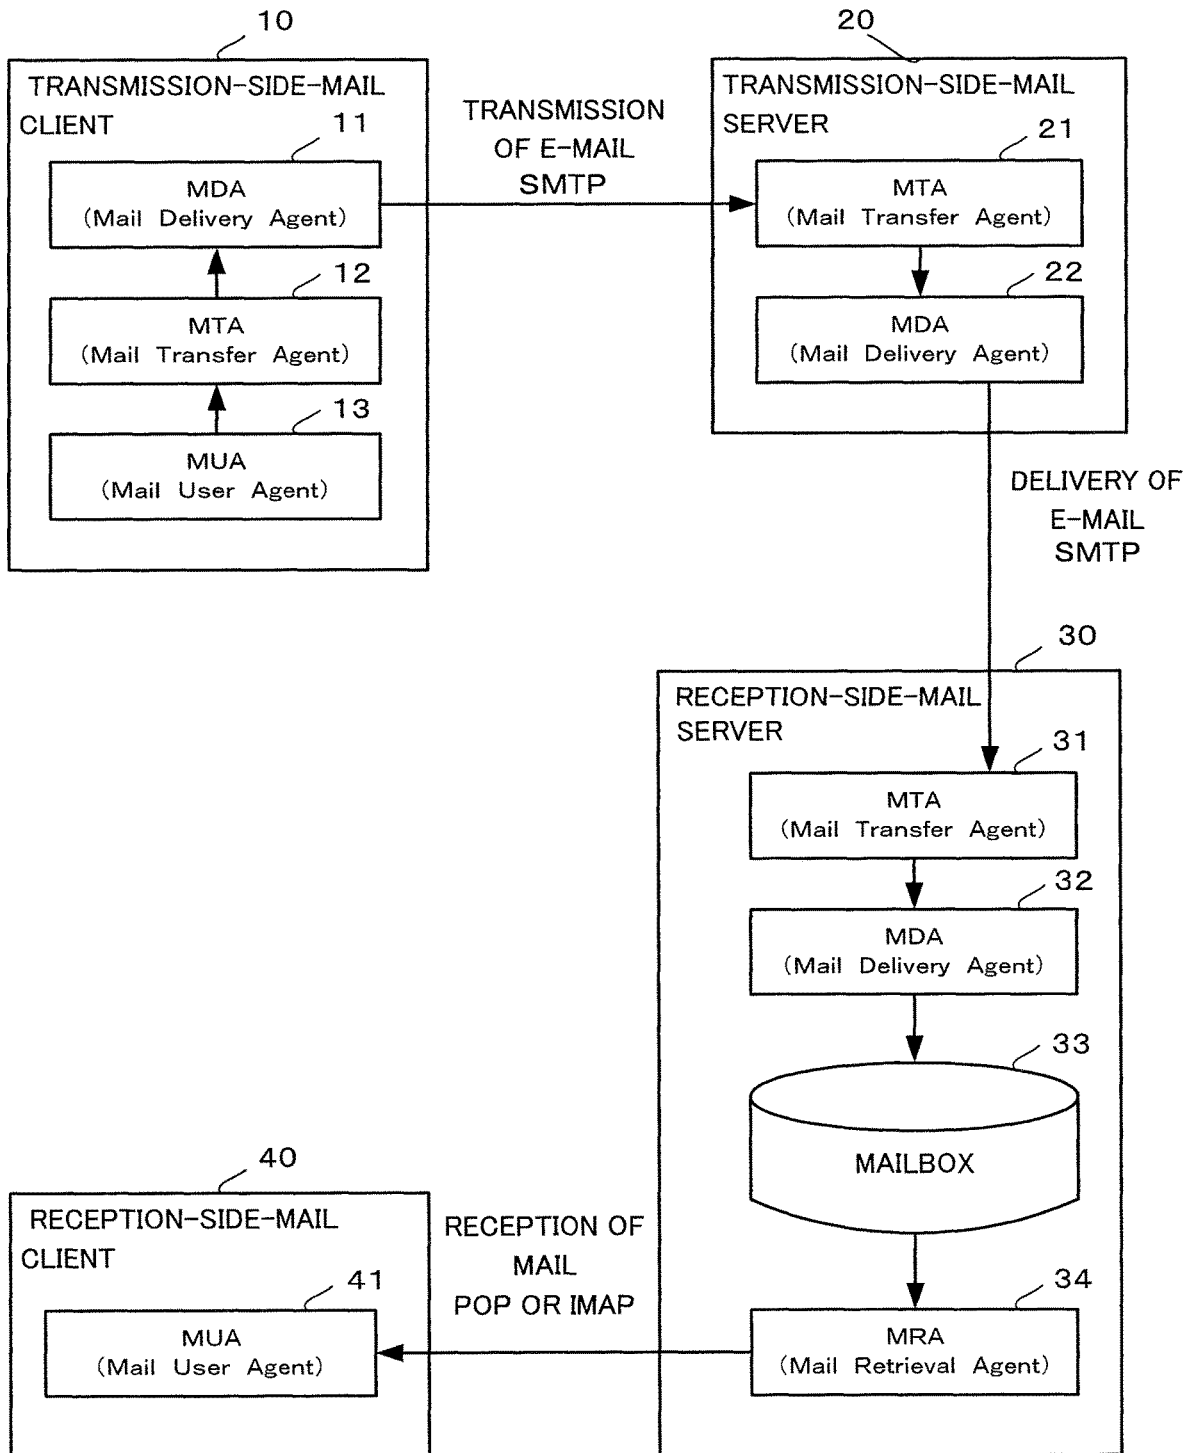 10
TRANSMISSION-SIDE-MAIL
CLIENT
11
MDA
(Mail Delivery Agent)
12
MTA
(Mail Transfer Agent)
13
MUA
(Mail User Agent)
TRANSMISSION
OF E-MAIL
SMTP
20
TRANSMISSION-SIDE-MAIL
SERVER
21
MTA
(Mail Transfer Agent)
22
MDA
(Mail Delivery Agent)
DELIVERY OF
E-MAIL
SMTP
30
RECEPTION-SIDE-MAIL
SERVER
31
MTA
(Mail Transfer Agent)
32
MDA
(Mail Delivery Agent)
33
MAILBOX
34
MRA
(Mail Retrieval Agent)
RECEPTION OF
MAIL
POP OR IMAP
40
RECEPTION-SIDE-MAIL
CLIENT
41
MUA
(Mail User Agent)